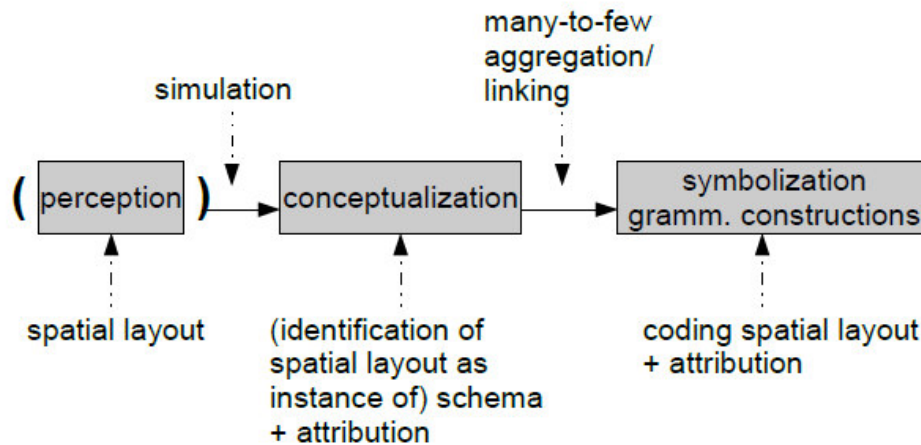 many-to-few
aggregation/
linking
simulation
( perception )
conceptualization
symbolization
gramm. constructions
spatial layout
(identification of
spatial layout as
instance of) schema
+ attribution
coding spatial layout
+ attribution